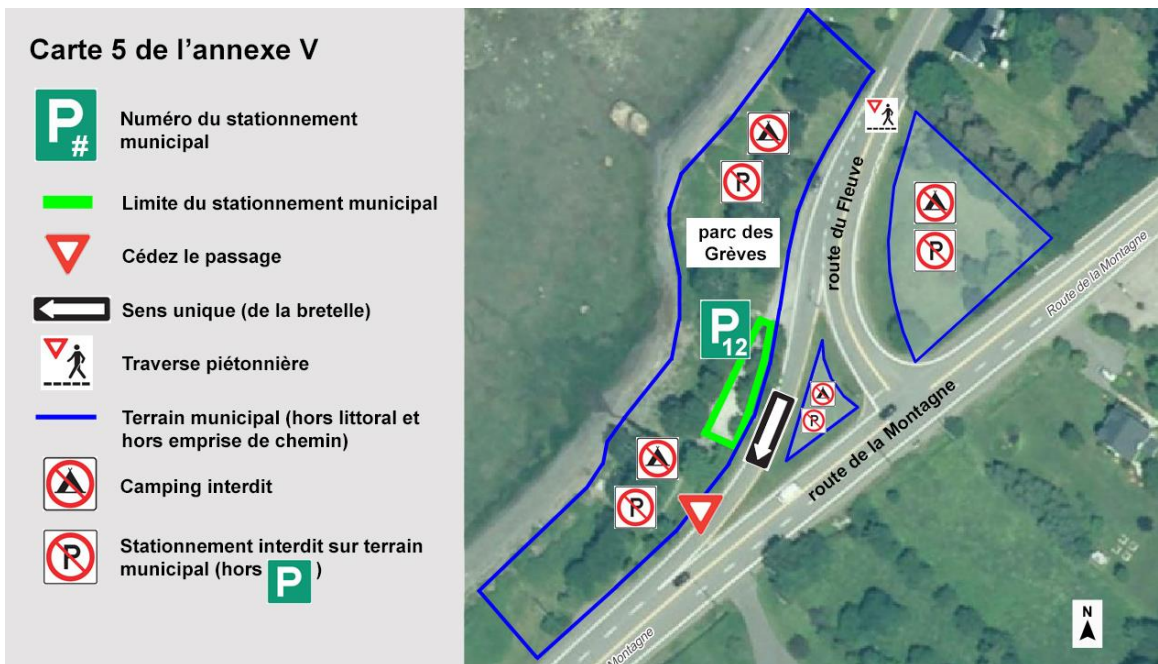 Carte 5 de l'annexe V
P
#
Numéro du stationnement
municipal
Limite du stationnement municipal
Cédez le passage
Sens unique (de la bretelle)
Traverse piétonnière
Terrain municipal (hors littoral et
hors emprise de chemin)
Camping interdit
P
Stationnement interdit sur terrain
municipal (hors P )
P
parc des
Grèves
P
12
P
P
P
route du Fleuve
Route de la Montagne
route de la Montagne
Montagne
N